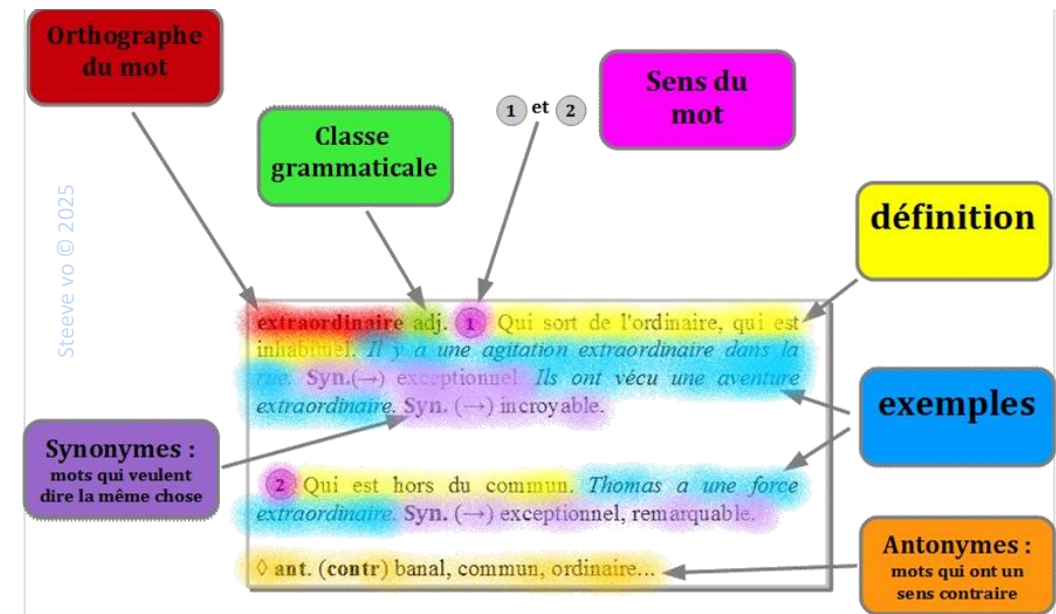 Orthographe
du mot
Classe
grammaticale
1 et 2
Sens du
mot
définition
Steeve vo © 2025
extraordinaire adj. 1 Qui sort de l'ordinaire, qui est
inhabituel. Il y a une agitation extraordinaire dans la
rue. Syn.(→) exceptionnel. Ils ont vécu une aventure
extraordinaire. Syn. (→) incroyable.
exemples
Synonymes :
mots qui veulent
dire la même chose
2 Qui est hors du commun. Thomas a une force
extraordinaire. Syn. (→) exceptionnel, remarquable.
◊ ant. (contr) banal, commun, ordinaire...
Antonymes :
mots qui ont un
sens contraire